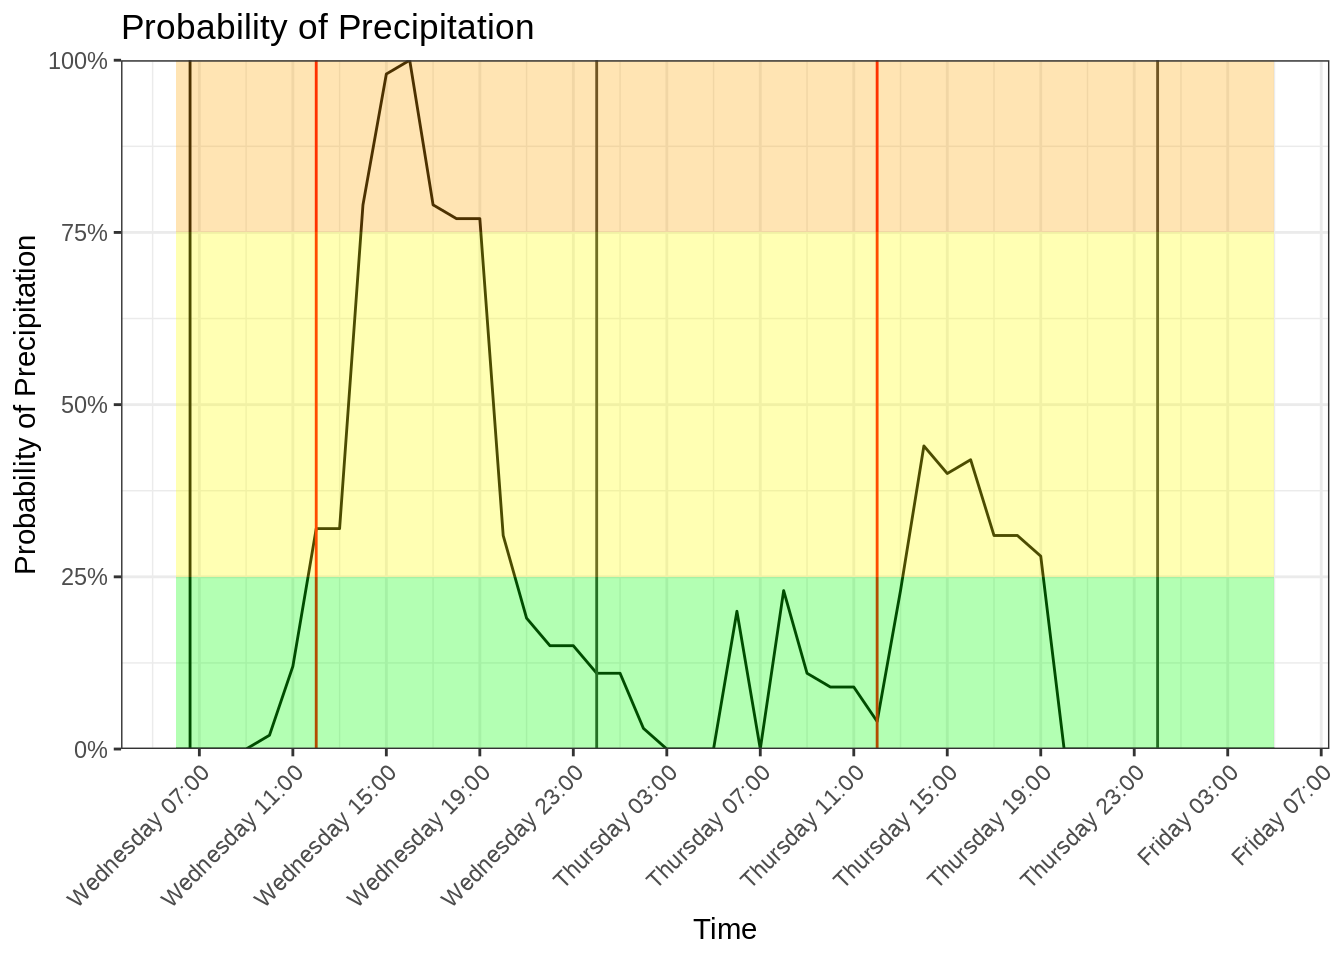 Probability of Precipitation
Probability of Precipitation
100%
75%
50%
25%
0%
Wednesday 07:00
Wednesday 11:00
Wednesday 15:00
Wednesday 19:00
Wednesday 23:00
Thursday 03:00
Thursday 07:00
Thursday 11:00
Thursday 15:00
Thursday 19:00
Thursday 23:00
Friday 03:00
Friday 07:00
Time